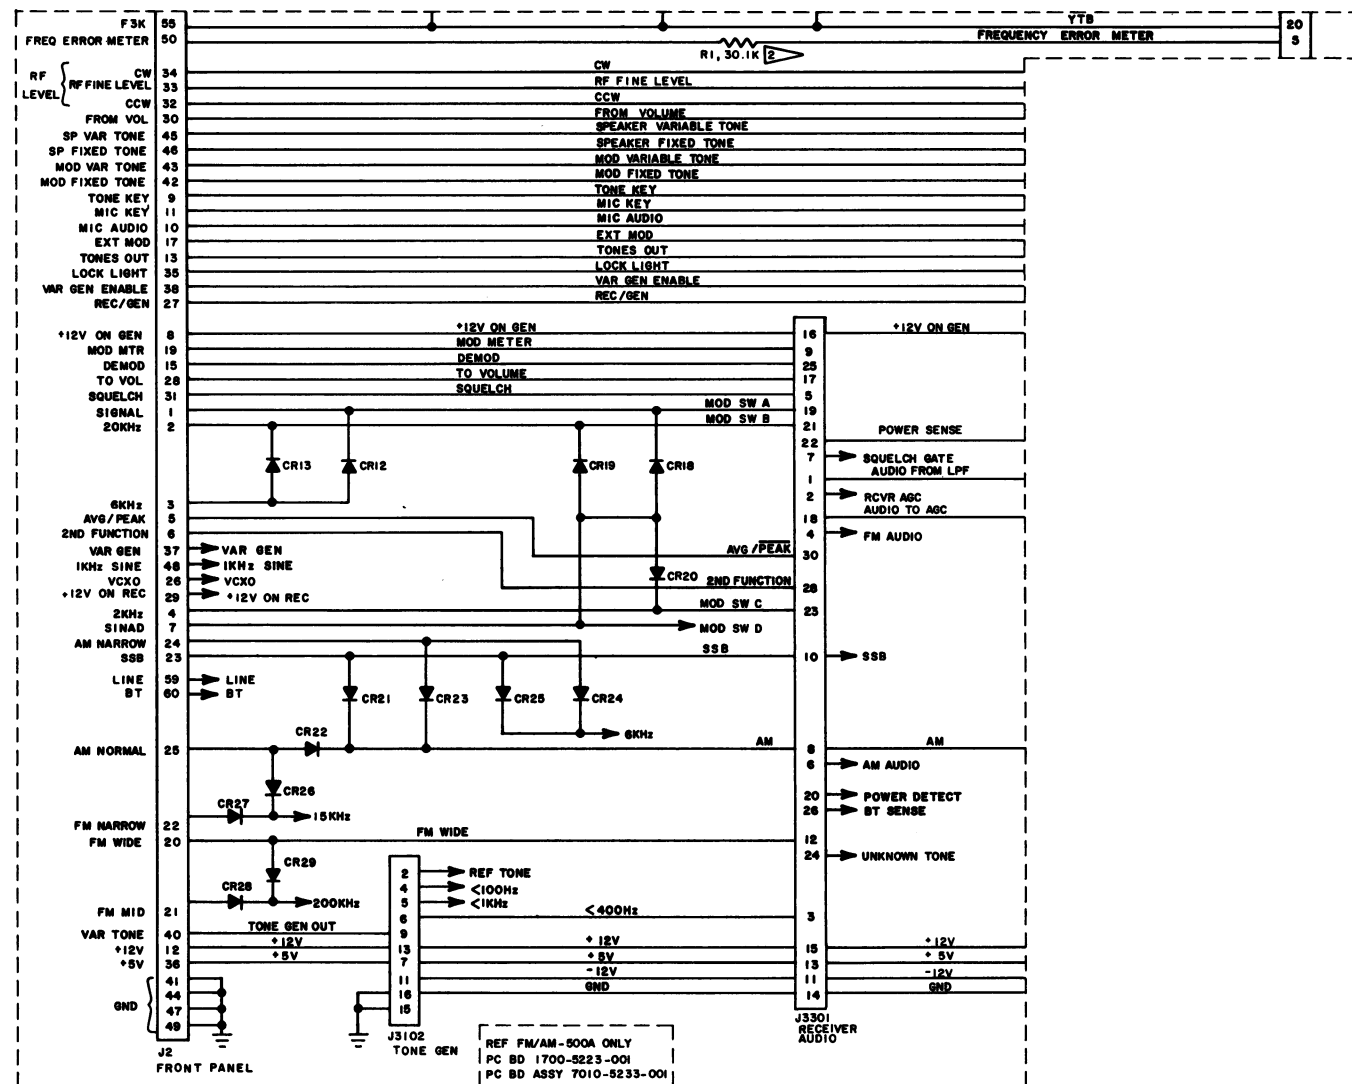 F3K 55 YTB 20
FREQ ERROR METER 50 FREQUENCY ERROR METER S
R1, 30.1K 2
RF LEVEL
CW 34 CW
RF FINE LEVEL 33 RF FINE LEVEL
CCW 32 CCW
FROM VOL 30 FROM VOLUME
SP VAR TONE 45 SPEAKER VARIABLE TONE
SP FIXED TONE 46 SPEAKER FIXED TONE
MOD VAR TONE 43 MOD VARIABLE TONE
MOD FIXED TONE 42 MOD FIXED TONE
TONE KEY 9 TONE KEY
MIC KEY 11 MIC KEY
MIC AUDIO 10 MIC AUDIO
EXT MOD 17 EXT MOD
TONES OUT 13 TONES OUT
LOCK LIGHT 35 LOCK LIGHT
VAR GEN ENABLE 38 VAR GEN ENABLE
REC/GEN 27 REC/GEN
+12V ON GEN 8 +12V ON GEN 16 +12V ON GEN
MOD MTR 19 MOD METER 9
DEMOD 15 DEMOD 25
TO VOL 28 TO VOLUME 17
SQUELCH 31 SQUELCH 5
SIGNAL 1 MOD SW A 19
20KHz 2 MOD SW B 21
22 POWER SENSE
7 SQUELCH GATE
CR13 CR12 CR19 CR18
1 AUDIO FROM LPF
2 RCVR AGC
6KHz 3
AVG/PEAK 5 18 AUDIO TO AGC
2ND FUNCTION 6 4 FM AUDIO
VAR GEN 37 VAR GEN AVG/PEAK 30
1KHz SINE 48 1KHz SINE
VCXO 26 VCXO CR20 2ND FUNCTION 28
+12V ON REC 29 +12V ON REC
2KHz 4 MOD SW C 23
SINAD 7 MOD SW D
AM NARROW 24
SSB 23 SSB 10 SSB
LINE 59 LINE
BT 60 BT
CR21 CR23 CR25 CR24
CR22 6KHz
AM NORMAL 25 AM 8 AM
6 AM AUDIO
CR26
20 POWER DETECT
CR27
26 BT SENSE
15KHz
FM NARROW 22
FM WIDE 20 FM WIDE 12
24 UNKNOWN TONE
CR29
2 REF TONE
CR28
4 <100Hz
200KHz 5 <1KHz
FM MID 21 6 <400Hz 3
VAR TONE 40 TONE GEN OUT 9
+12V 12 +12V 13 +12V 15 +12V
+5V 36 +5V 7 +5V 13 +5V
41 11 -12V 11 -12V
44 16 GND 14 GND
GND
47 15
49
J3301
RECEIVER
AUDIO
J3102
TONE GEN
J2
FRONT PANEL
REF FM/AM-500A ONLY
PC BD 1700-5223-001
PC BD ASSY 7010-5233-001